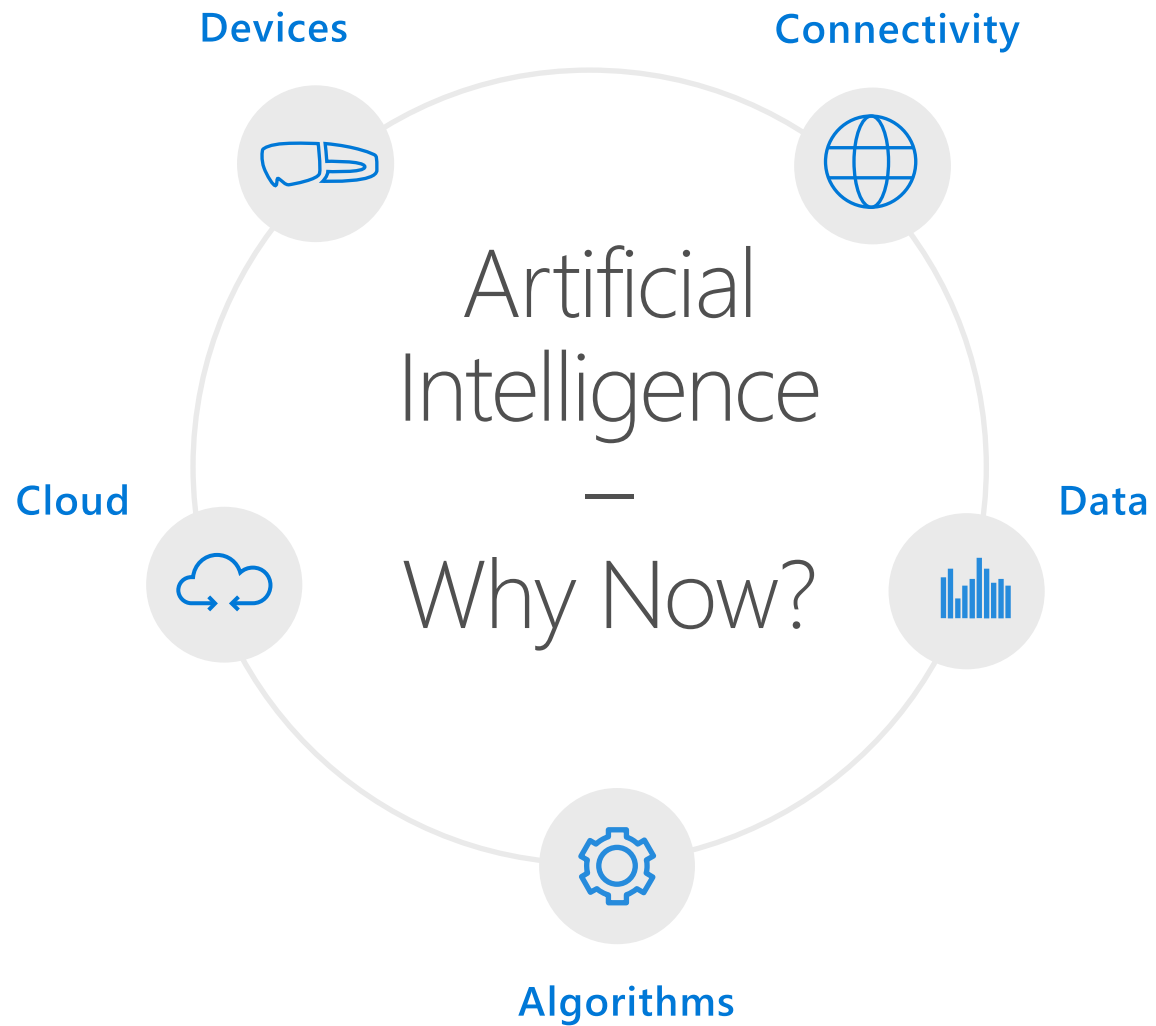 Devices
Connectivity
Artificial
Intelligence
—
Why Now?
Cloud
Data
Algorithms